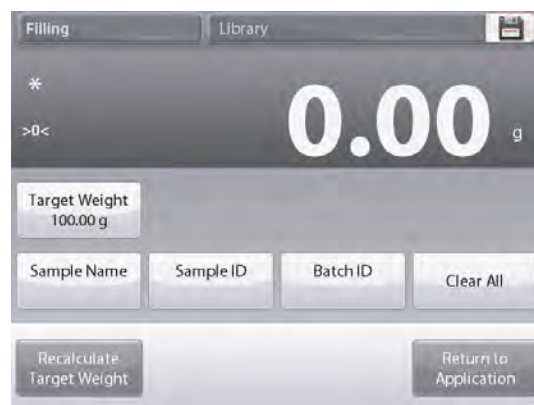 Filling
Library
*
>0<
0.00 g
Target Weight
100.00 g
Sample Name
Sample ID
Batch ID
Clear All
Recalculate
Target Weight
Return to
Application